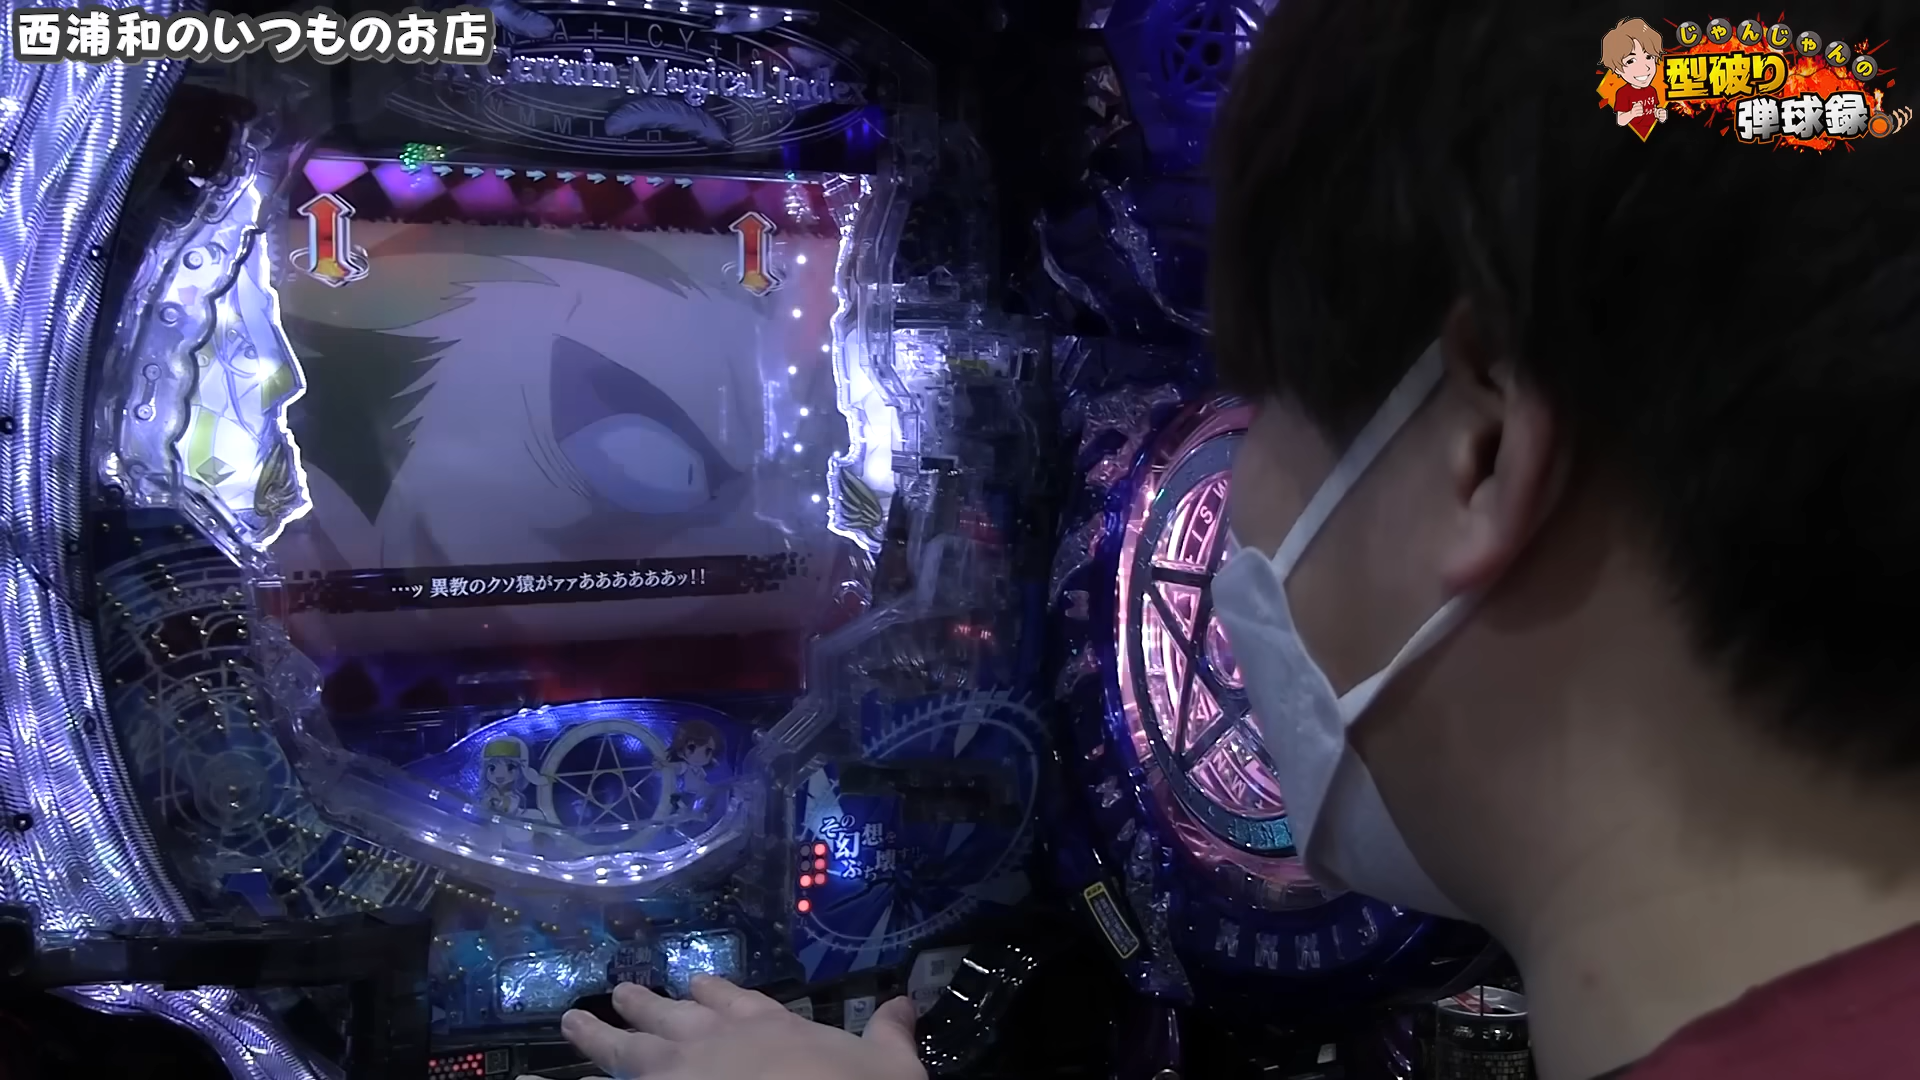 西浦和のいつものお店
じゃんじゃんの
型破り
弾球録
A Certain Magical Index
…ッ 異教のクソ猿がァァああああああッ!!
その
幻想を
ぶち壊す!!